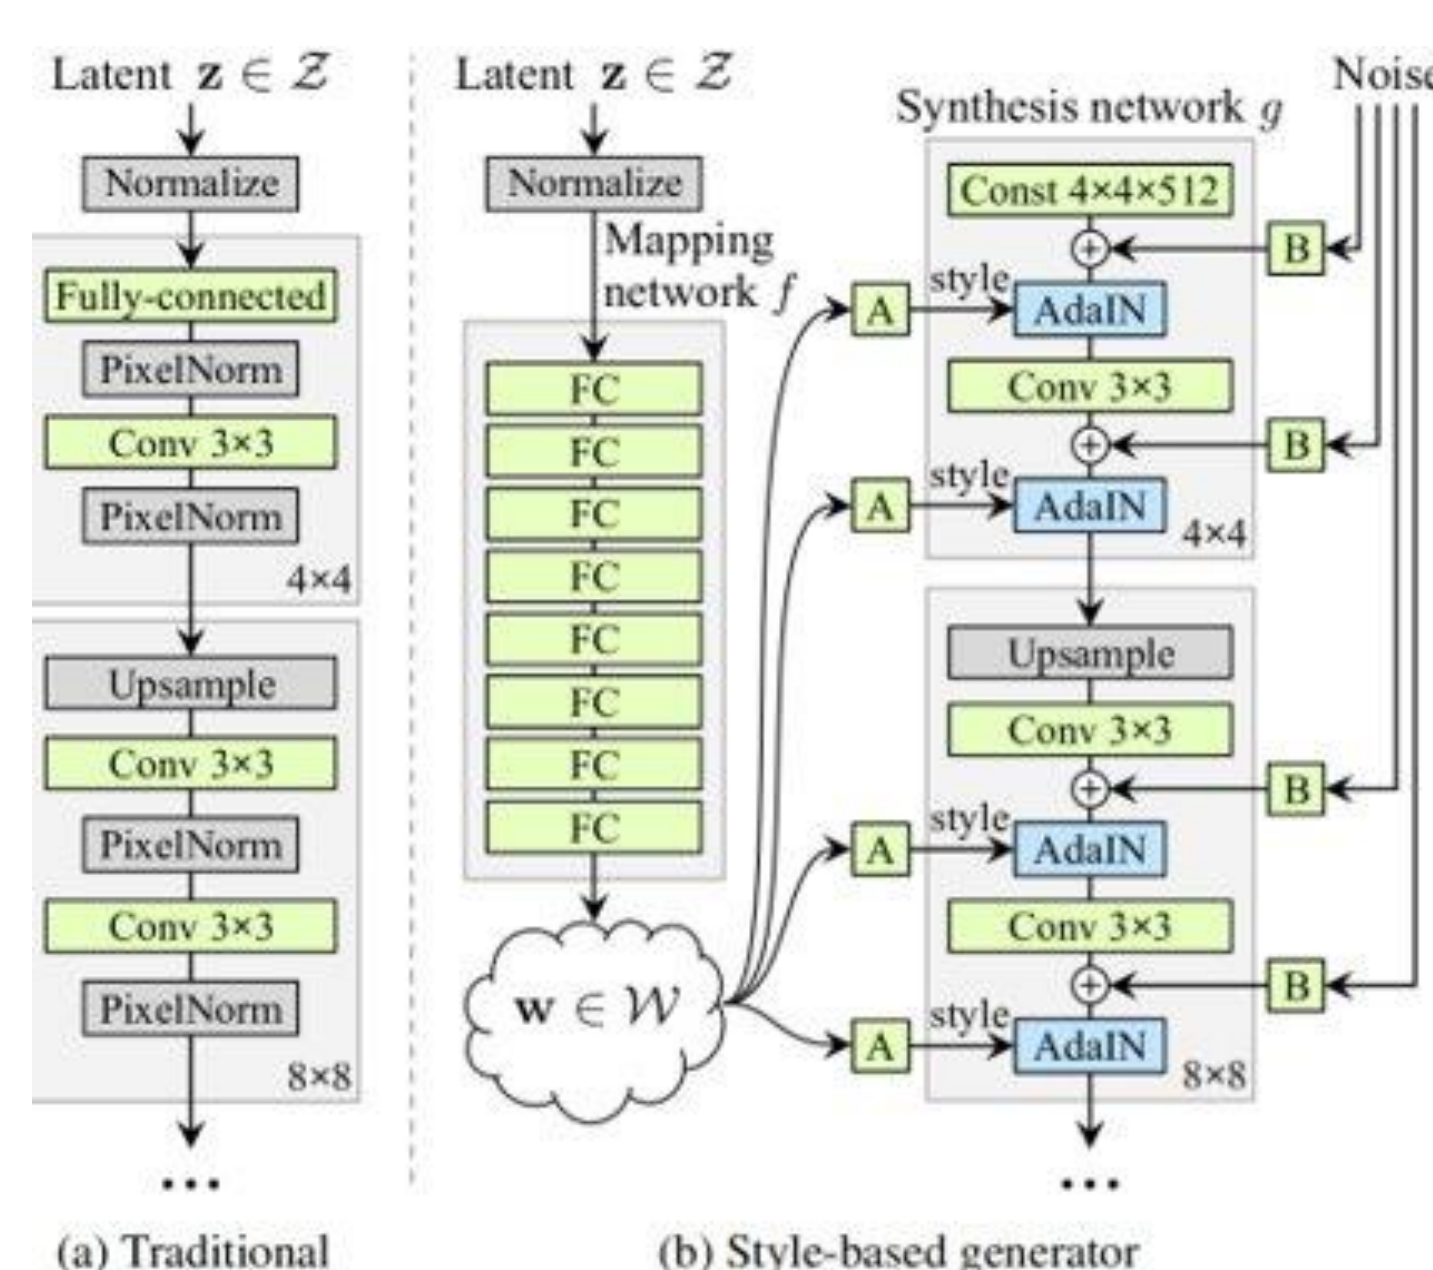 Latent z ∈ Z
Normalize
Fully-connected
PixelNorm
Conv 3×3
PixelNorm
4×4
Upsample
Conv 3×3
PixelNorm
Conv 3×3
PixelNorm
8×8
...
(a) Traditional
Latent z ∈ Z
Normalize
Mapping
network f
FC
FC
FC
FC
FC
FC
FC
FC
w ∈ W
A
A
A
A
style
style
style
style
Synthesis network g
Const 4×4×512
+
AdaIN
Conv 3×3
+
AdaIN
4×4
Upsample
Conv 3×3
+
AdaIN
Conv 3×3
+
AdaIN
8×8
...
Noise
B
B
B
B
(b) Style-based generator